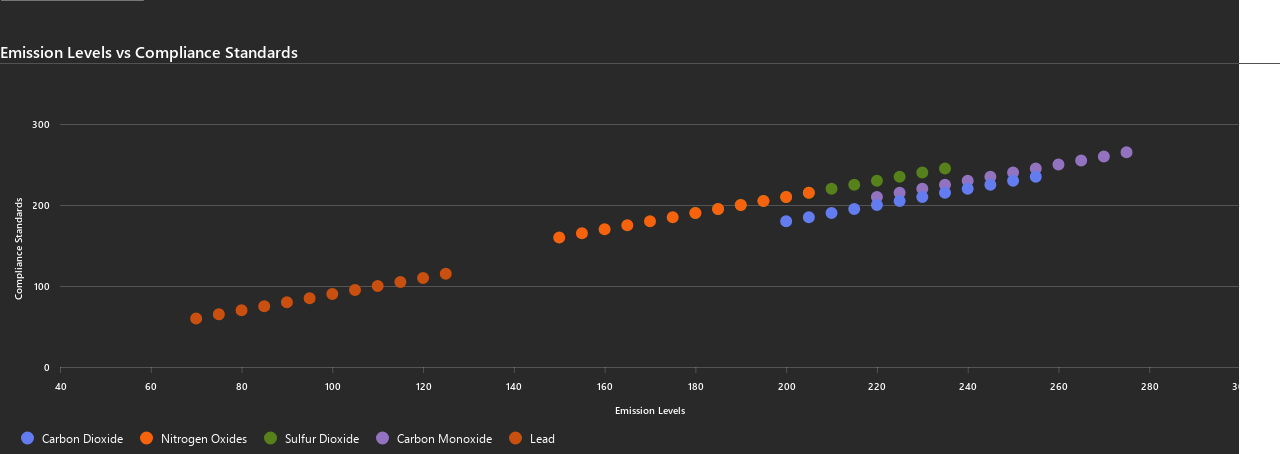 Emission Levels vs Compliance Standards
300
200
100
0
Compliance Standards
40 60 80 100 120 140 160 180 200 220 240 260 280
Emission Levels
Carbon Dioxide Nitrogen Oxides Sulfur Dioxide Carbon Monoxide Lead